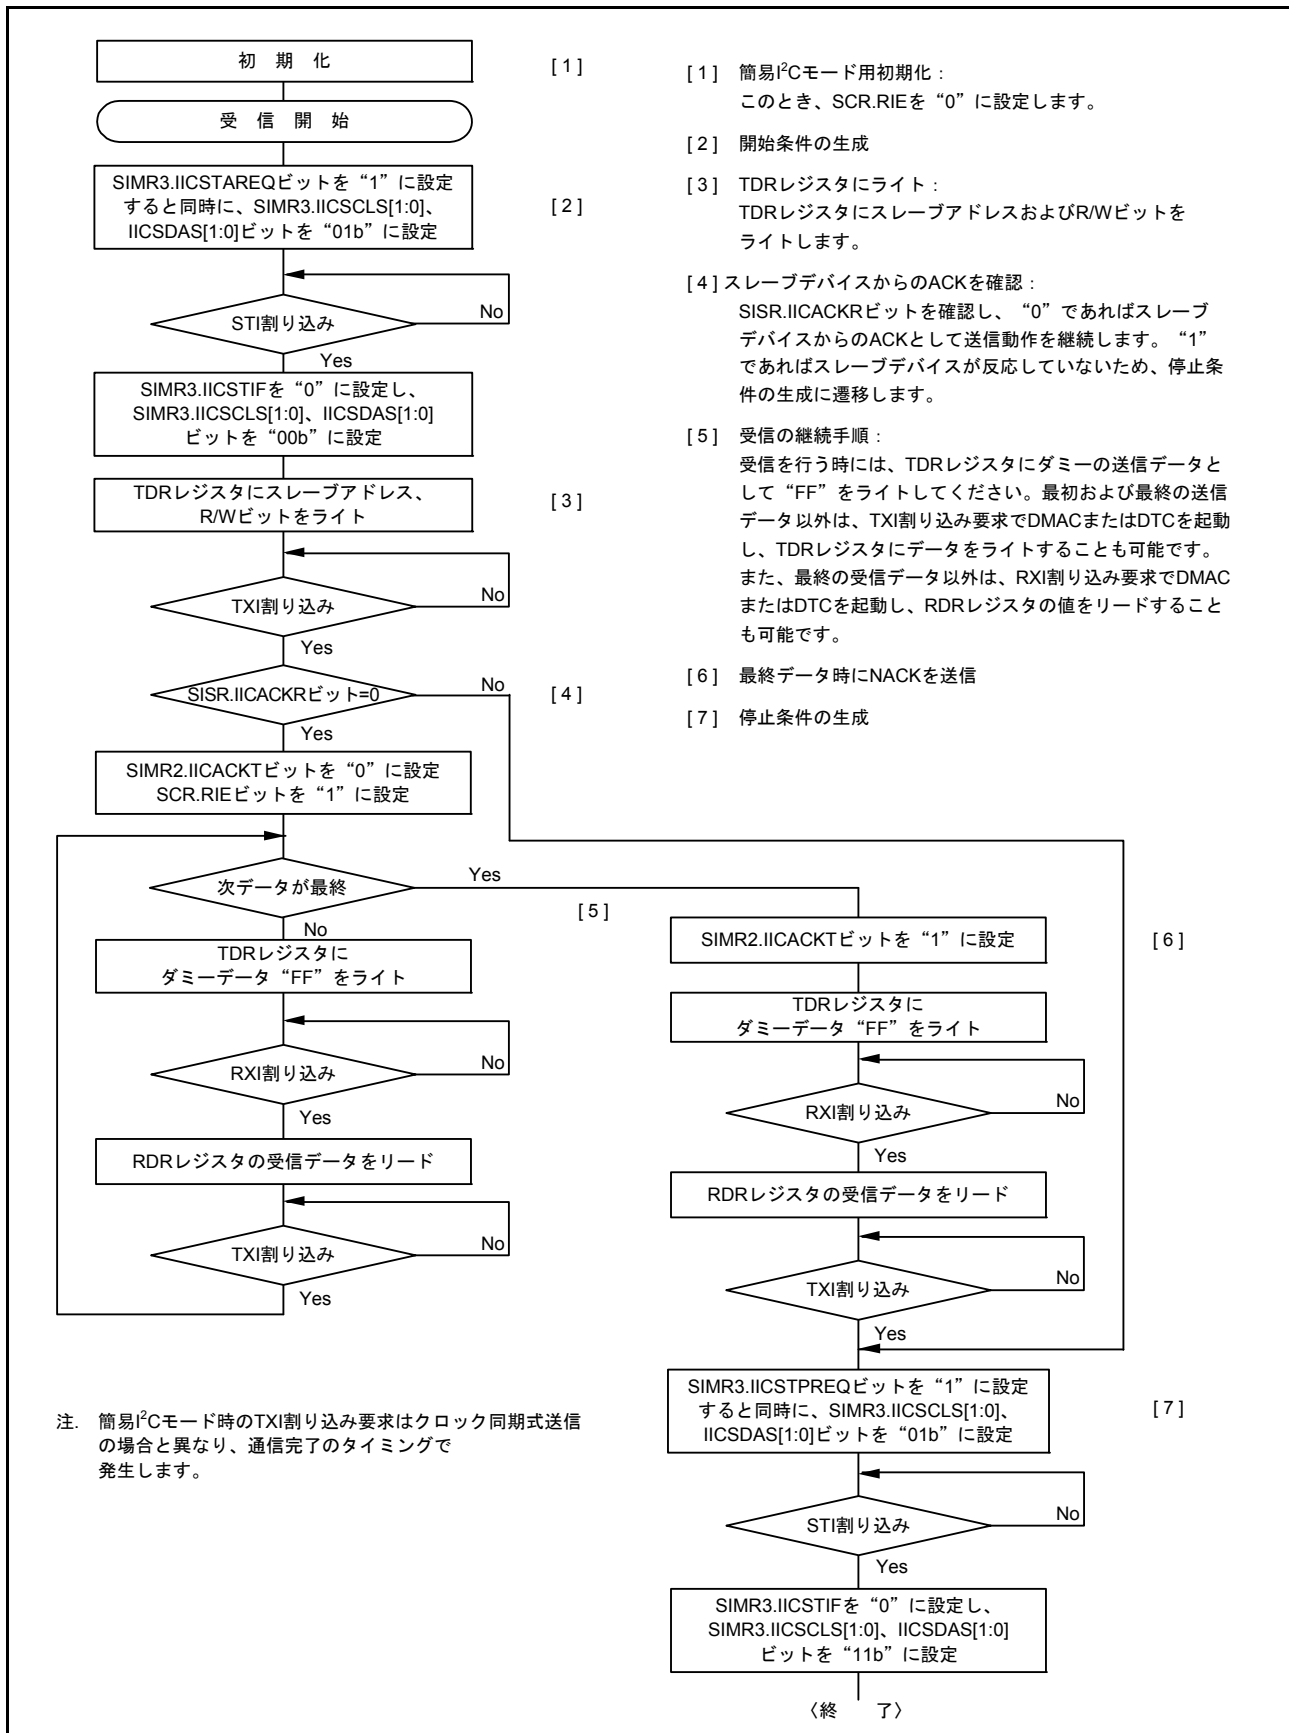 初 期 化
[ 1 ]
受 信 開 始
SIMR3.IICSTAREQビットを“1”に設定
すると同時に、SIMR3.IICSCLS[1:0]、
IICSDAS[1:0]ビットを“01b”に設定
[ 2 ]
STI割り込み
No
Yes
SIMR3.IICSTIFを“0”に設定し、
SIMR3.IICSCLS[1:0]、IICSDAS[1:0]
ビットを“00b”に設定
TDRレジスタにスレーブアドレス、
R/Wビットをライト
[ 3 ]
TXI割り込み
No
Yes
SISR.IICACKRビット=0
No
[ 4 ]
Yes
SIMR2.IICACKTビットを“0”に設定
SCR.RIEビットを“1”に設定
次データが最終
Yes
[ 5 ]
No
TDRレジスタに
ダミーデータ“FF”をライト
RXI割り込み
No
Yes
RDRレジスタの受信データをリード
TXI割り込み
No
Yes
[ 1 ] 簡易I²Cモード用初期化：
このとき、SCR.RIEを“0”に設定します。
[ 2 ] 開始条件の生成
[ 3 ] TDRレジスタにライト：
TDRレジスタにスレーブアドレスおよびR/Wビットを
ライトします。
[ 4 ] スレーブデバイスからのACKを確認：
SISR.IICACKRビットを確認し、“0”であればスレーブ
デバイスからのACKとして送信動作を継続します。“1”
であればスレーブデバイスが反応していないため、停止条
件の生成に遷移します。
[ 5 ] 受信の継続手順：
受信を行う時には、TDRレジスタにダミーの送信データと
して“FF”をライトしてください。最初および最終の送信
データ以外は、TXI割り込み要求でDMACまたはDTCを起動
し、TDRレジスタにデータをライトすることも可能です。
また、最終の受信データ以外は、RXI割り込み要求でDMAC
またはDTCを起動し、RDRレジスタの値をリードすること
も可能です。
[ 6 ] 最終データ時にNACKを送信
[ 7 ] 停止条件の生成
SIMR2.IICACKTビットを“1”に設定
[ 6 ]
TDRレジスタに
ダミーデータ“FF”をライト
RXI割り込み
No
Yes
RDRレジスタの受信データをリード
TXI割り込み
No
Yes
SIMR3.IICSTPREQビットを“1”に設定
すると同時に、SIMR3.IICSCLS[1:0]、
IICSDAS[1:0]ビットを“01b”に設定
[ 7 ]
STI割り込み
No
Yes
SIMR3.IICSTIFを“0”に設定し、
SIMR3.IICSCLS[1:0]、IICSDAS[1:0]
ビットを“11b”に設定
〈終 了〉
注. 簡易I²Cモード時のTXI割り込み要求はクロック同期式送信
の場合と異なり、通信完了のタイミングで
発生します。